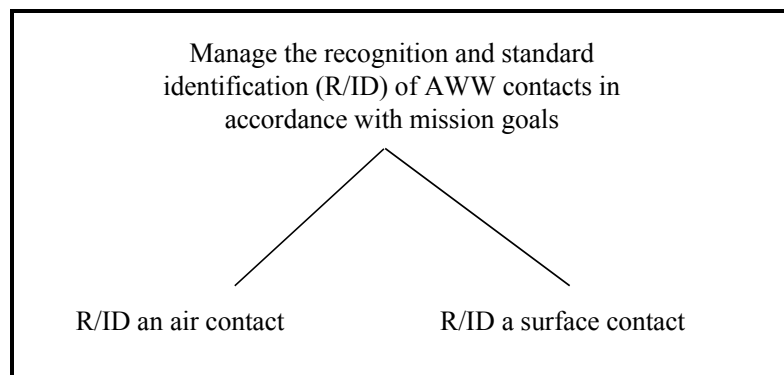 Manage the recognition and standard
identification (R/ID) of AWW contacts in
accordance with mission goals
R/ID an air contact
R/ID a surface contact